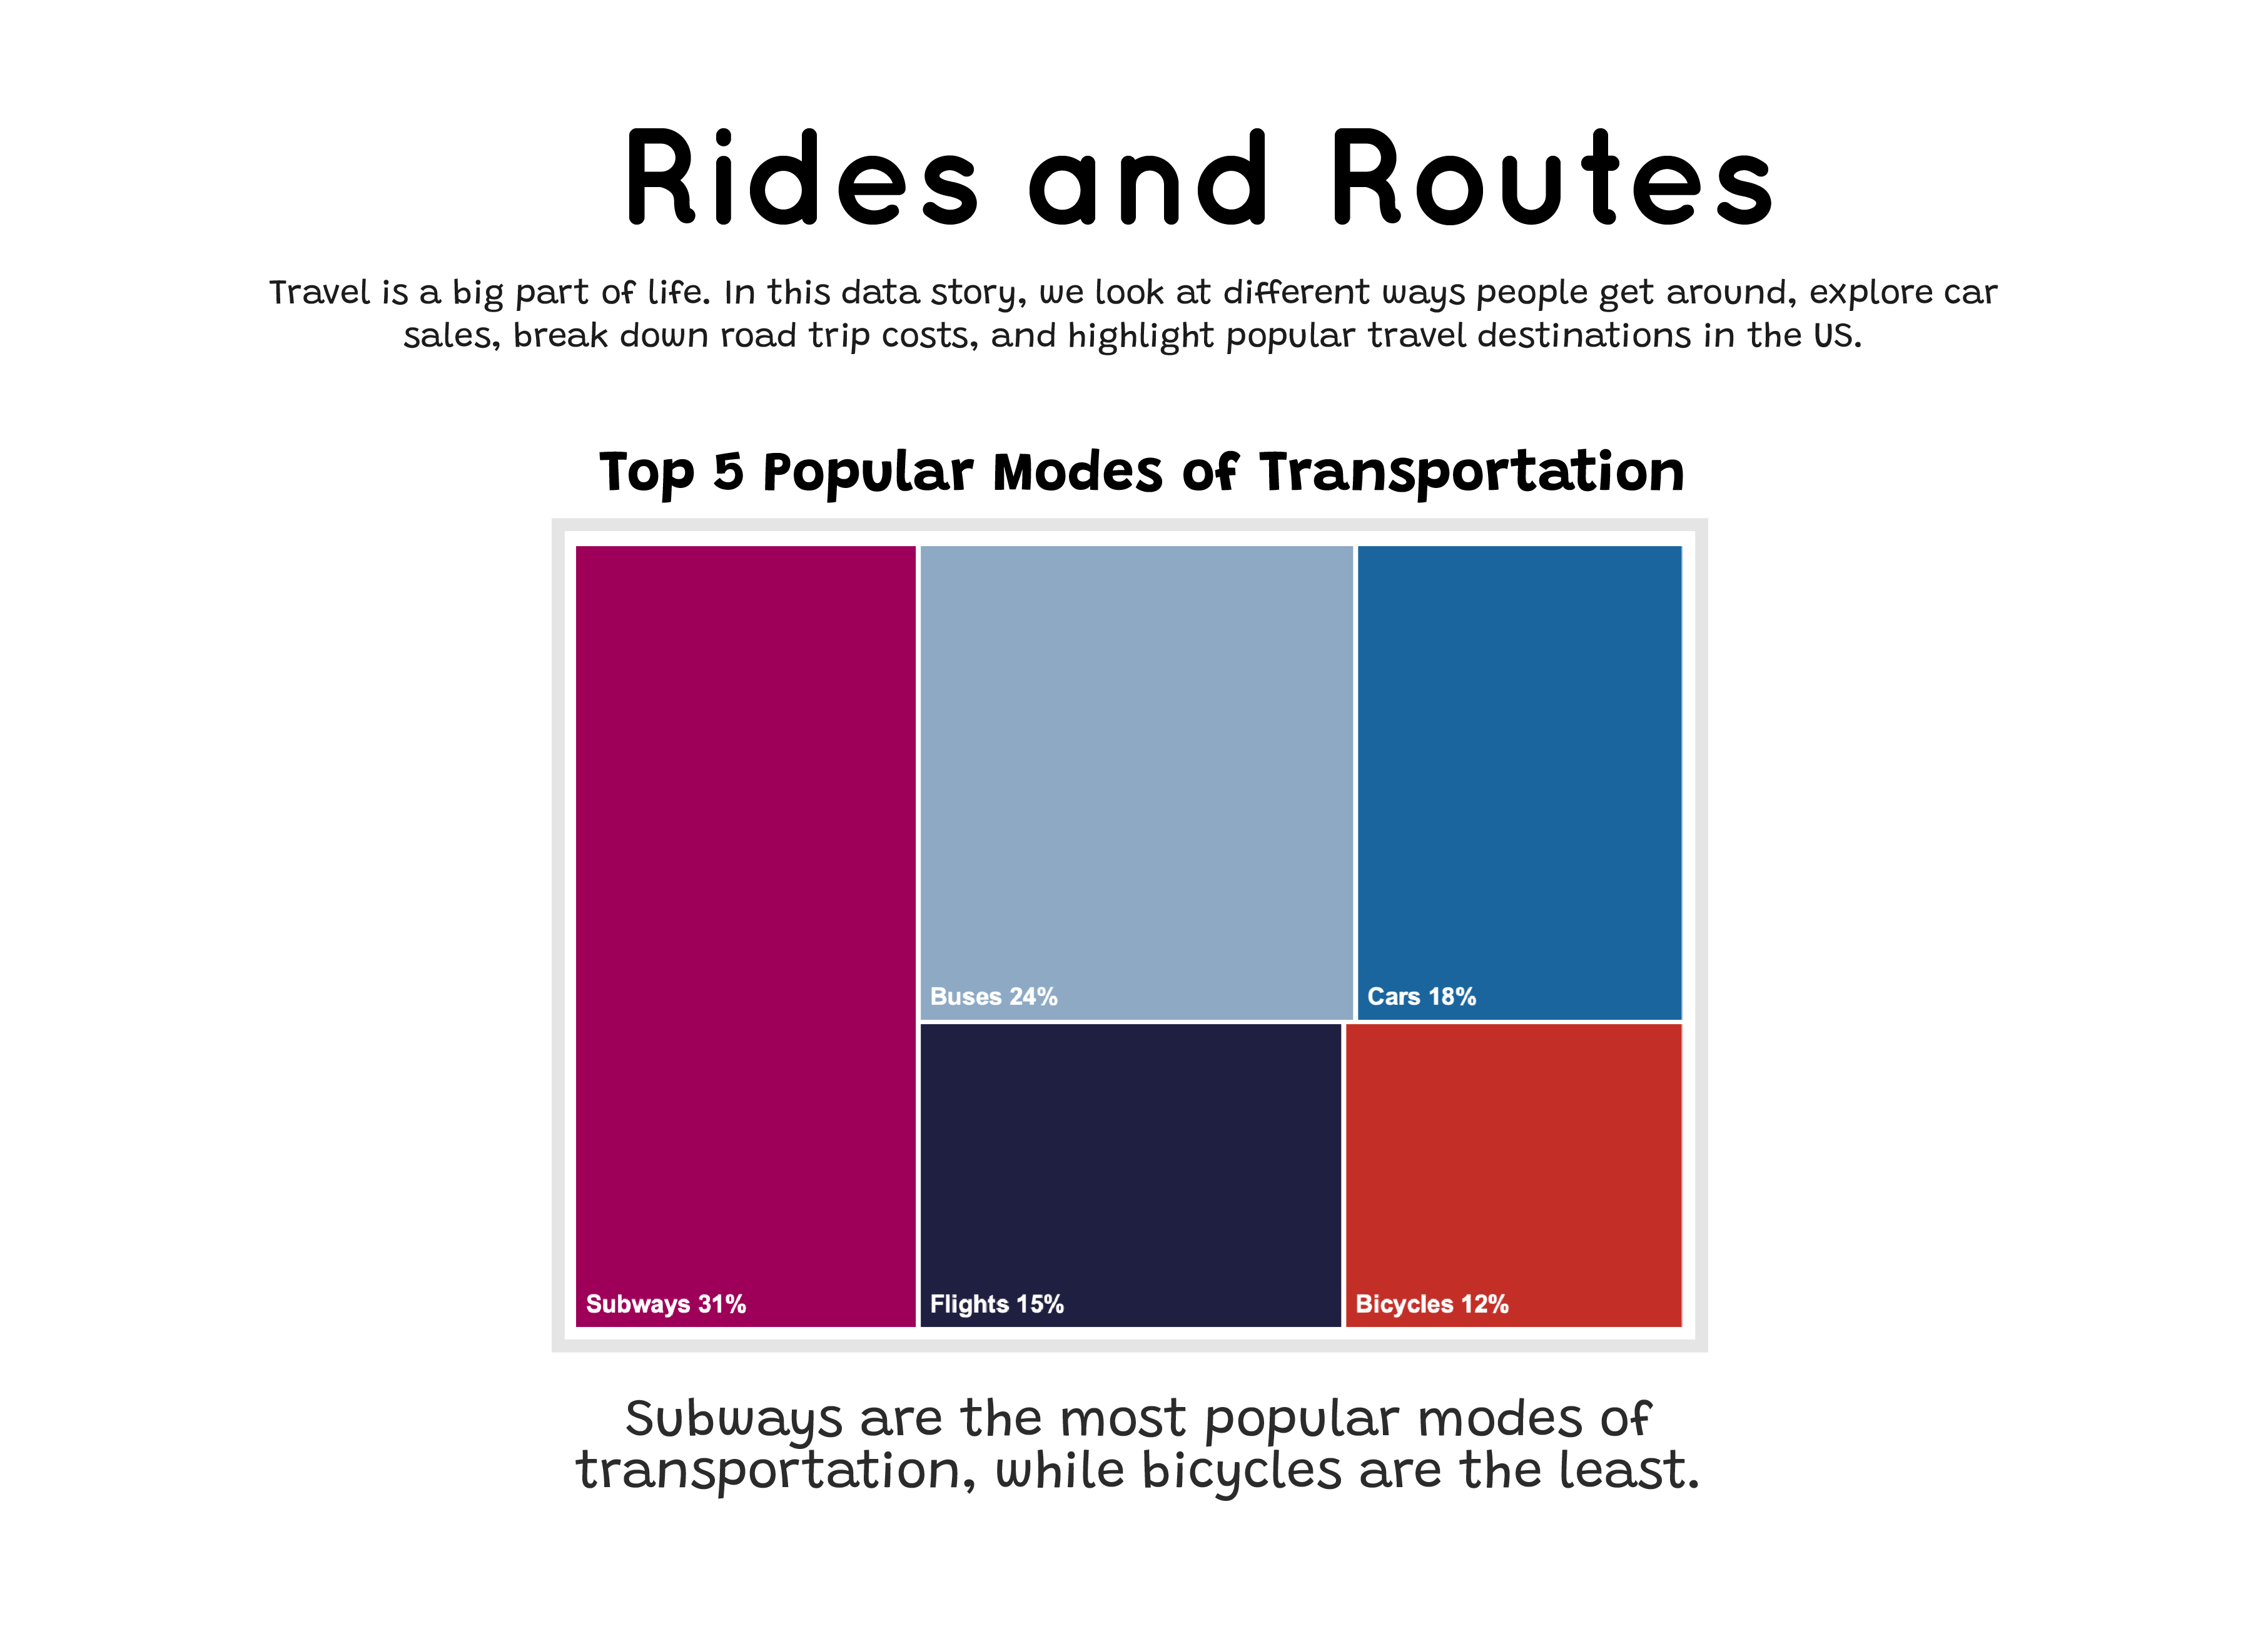 Rides and Routes
Travel is a big part of life. In this data story, we look at different ways people get around, explore car
sales, break down road trip costs, and highlight popular travel destinations in the US.
Top 5 Popular Modes of Transportation
Buses 24%
Cars 18%
Subways 31%
Flights 15%
Bicycles 12%
Subways are the most popular modes of
transportation, while bicycles are the least.